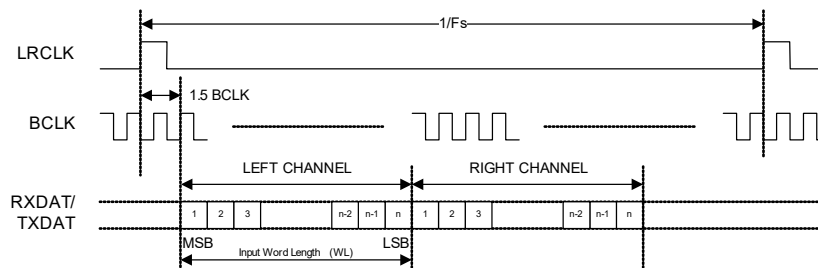 1/Fs
LRCLK
1.5 BCLK
BCLK
LEFT CHANNEL RIGHT CHANNEL
RXDAT/
TXDAT
1 2 3 n-2 n-1 n 1 2 3 n-2 n-1 n
MSB LSB
Input Word Length (WL)